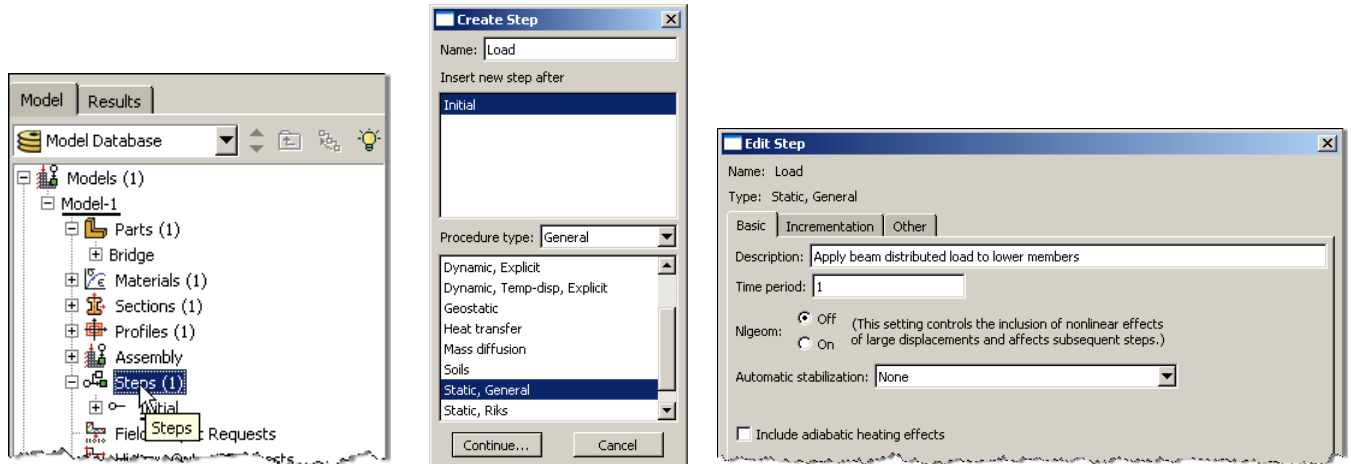 Model Results
Model Database
Models (1)
Model-1
Parts (1)
Bridge
Materials (1)
Sections (1)
Profiles (1)
Assembly
Steps (1)
Initial
Steps
Requests
Create Step
Name: Load
Insert new step after
Initial
Procedure type: General
Dynamic, Explicit
Dynamic, Temp-disp, Explicit
Geostatic
Heat transfer
Mass diffusion
Soils
Static, General
Static, Riks
Continue... Cancel
Edit Step
Name: Load
Type: Static, General
Basic Incrementation Other
Description: Apply beam distributed load to lower members
Time period: 1
Nlgeom: Off (This setting controls the inclusion of nonlinear effects
On of large displacements and affects subsequent steps.)
Automatic stabilization: None
Include adiabatic heating effects